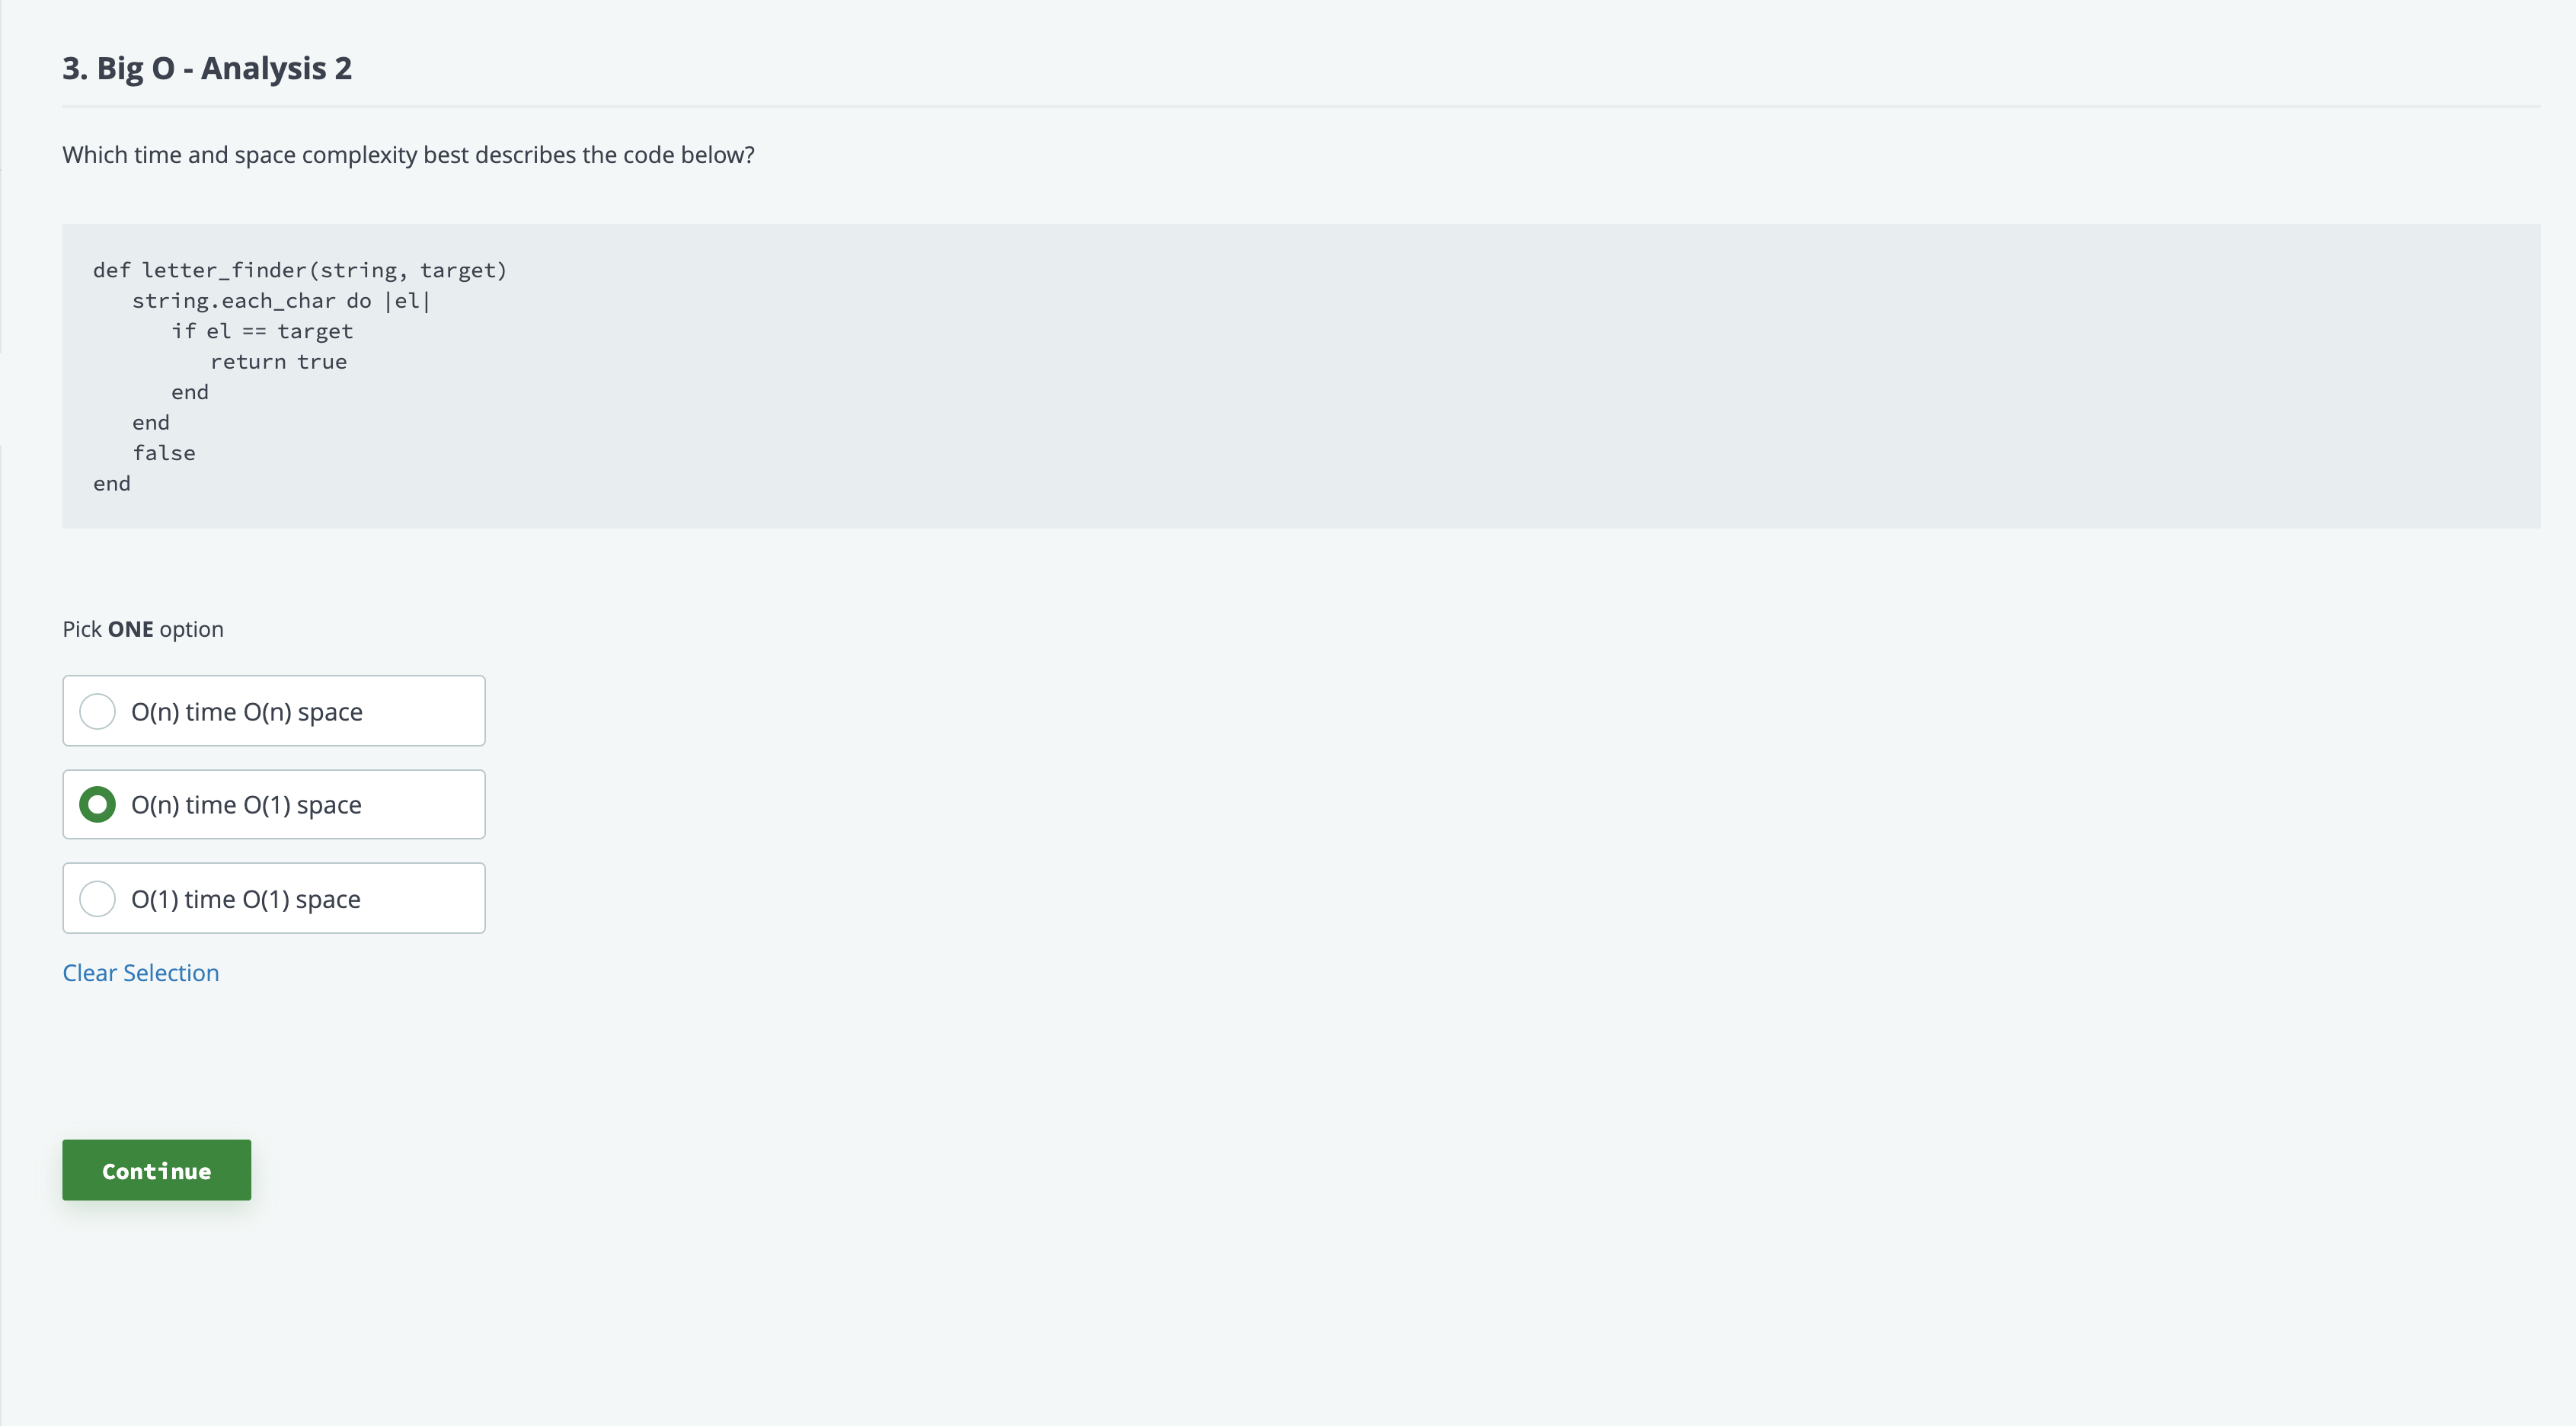 3. Big O - Analysis 2
Which time and space complexity best describes the code below?
def letter_finder(string, target)
   string.each_char do |el|
      if el == target
         return true
      end
   end
   false
end
Pick ONE option
O(n) time O(n) space
O(n) time O(1) space
O(1) time O(1) space
Clear Selection
Continue